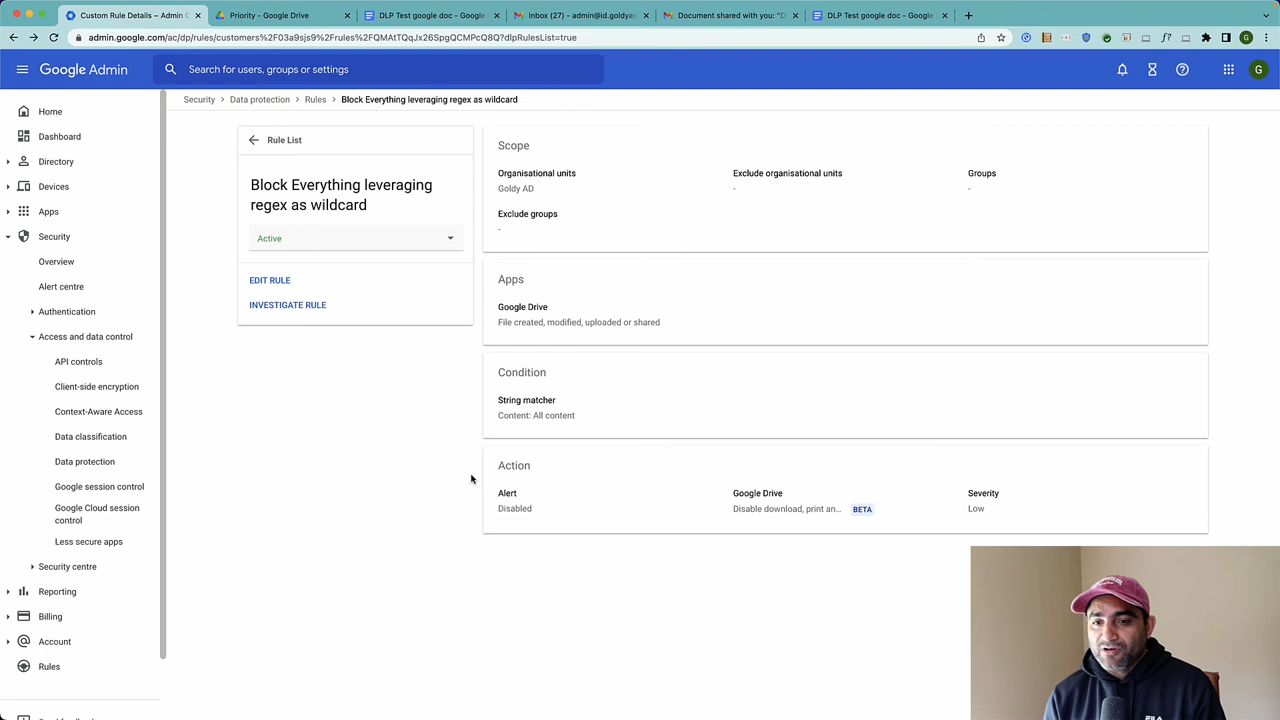 Custom Rule Details – Admin C
Priority - Google Drive
DLP Test google doc - Google
Inbox (27) - admin@id.goldyar
Document shared with you: "D
DLP Test google doc - Google
admin.google.com/ac/dp/rules/customers%2F03a9sjs9%2Frules%2FQMAtTQqJx26SpgQCMPcQ8Q?dlpRulesList=true
G
Google Admin
Search for users, groups or settings
G
Home
Dashboard
Directory
Devices
Apps
Security
Overview
Alert centre
Authentication
Access and data control
API controls
Client-side encryption
Context-Aware Access
Data classification
Data protection
Google session control
Google Cloud session
control
Less secure apps
Security centre
Reporting
Billing
Account
Rules
Security > Data protection > Rules > Block Everything leveraging regex as wildcard
Rule List
Block Everything leveraging
regex as wildcard
Active
EDIT RULE
INVESTIGATE RULE
Scope
Organisational units
Goldy AD
Exclude organisational units
-
Groups
-
Exclude groups
-
Apps
Google Drive
File created, modified, uploaded or shared
Condition
String matcher
Content: All content
Action
Alert
Disabled
Google Drive
Disable download, print an... BETA
Severity
Low
FILA